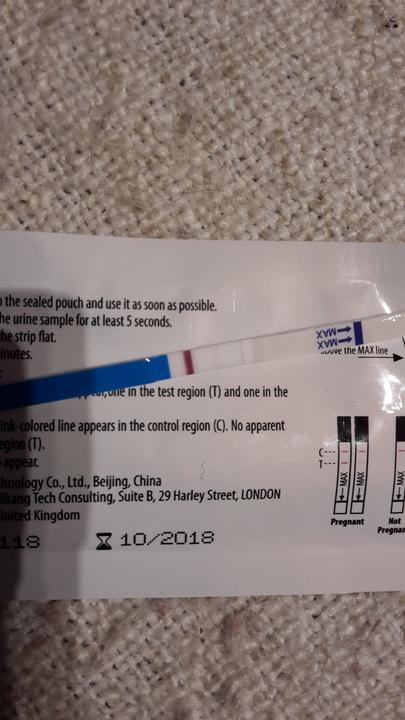 the sealed pouch and use it as soon as possible.
he urine sample for at least 5 seconds.
he strip flat.
inutes.
MAX
MAX
above the MAX line
one in the test region (T) and one in the
ink-colored line appears in the control region (C). No apparent
egion (T).
appear.
C---
T---
MAX
MAX
MAX
Pregnant
Not
Pregnan
hnology Co., Ltd., Beijing, China
lkang Tech Consulting, Suite B, 29 Harley Street, LONDON
United Kingdom
118
10/2018